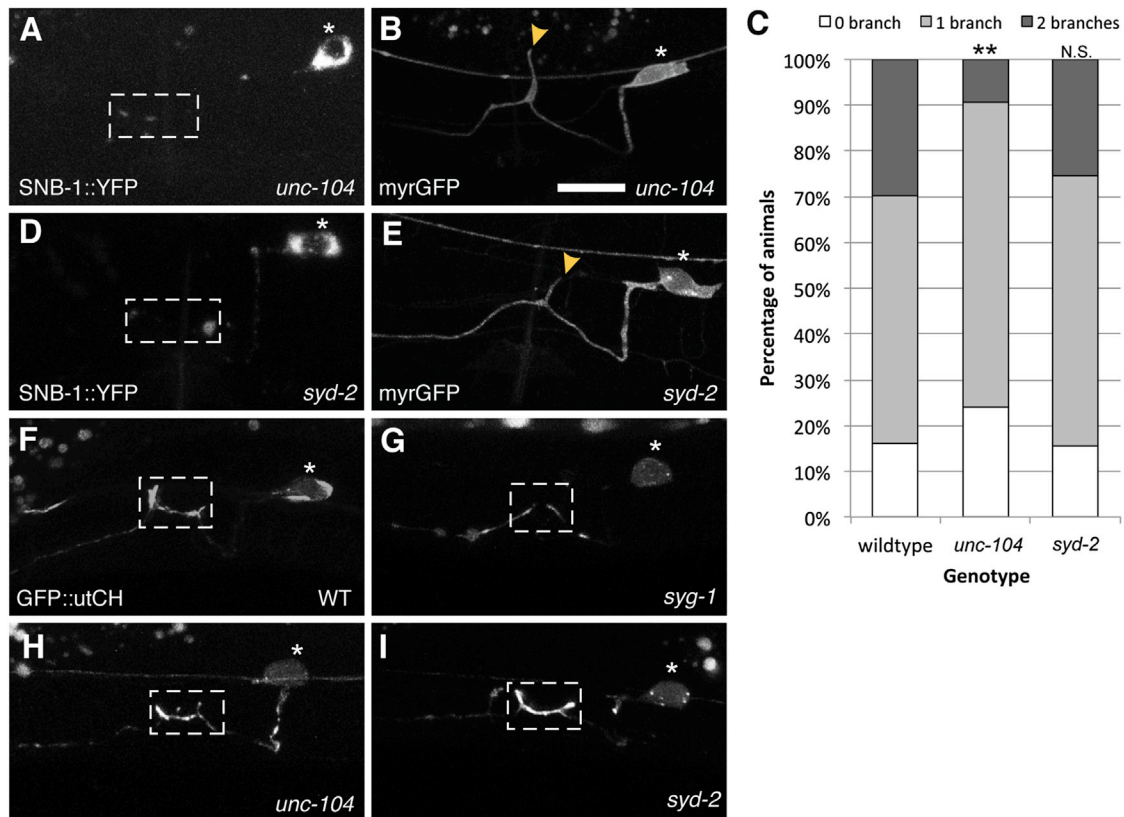 A
*
SNB-1::YFP
unc-104
B
*
myrGFP
unc-104
C
0 branch
1 branch
2 branches
**
N.S.
100%
90%
80%
70%
60%
50%
40%
30%
20%
10%
0%
Percentage of animals
wildtype
unc-104
syd-2
Genotype
D
*
SNB-1::YFP
syd-2
E
*
myrGFP
syd-2
F
*
GFP::utCH
WT
G
*
syg-1
H
*
unc-104
I
*
syd-2